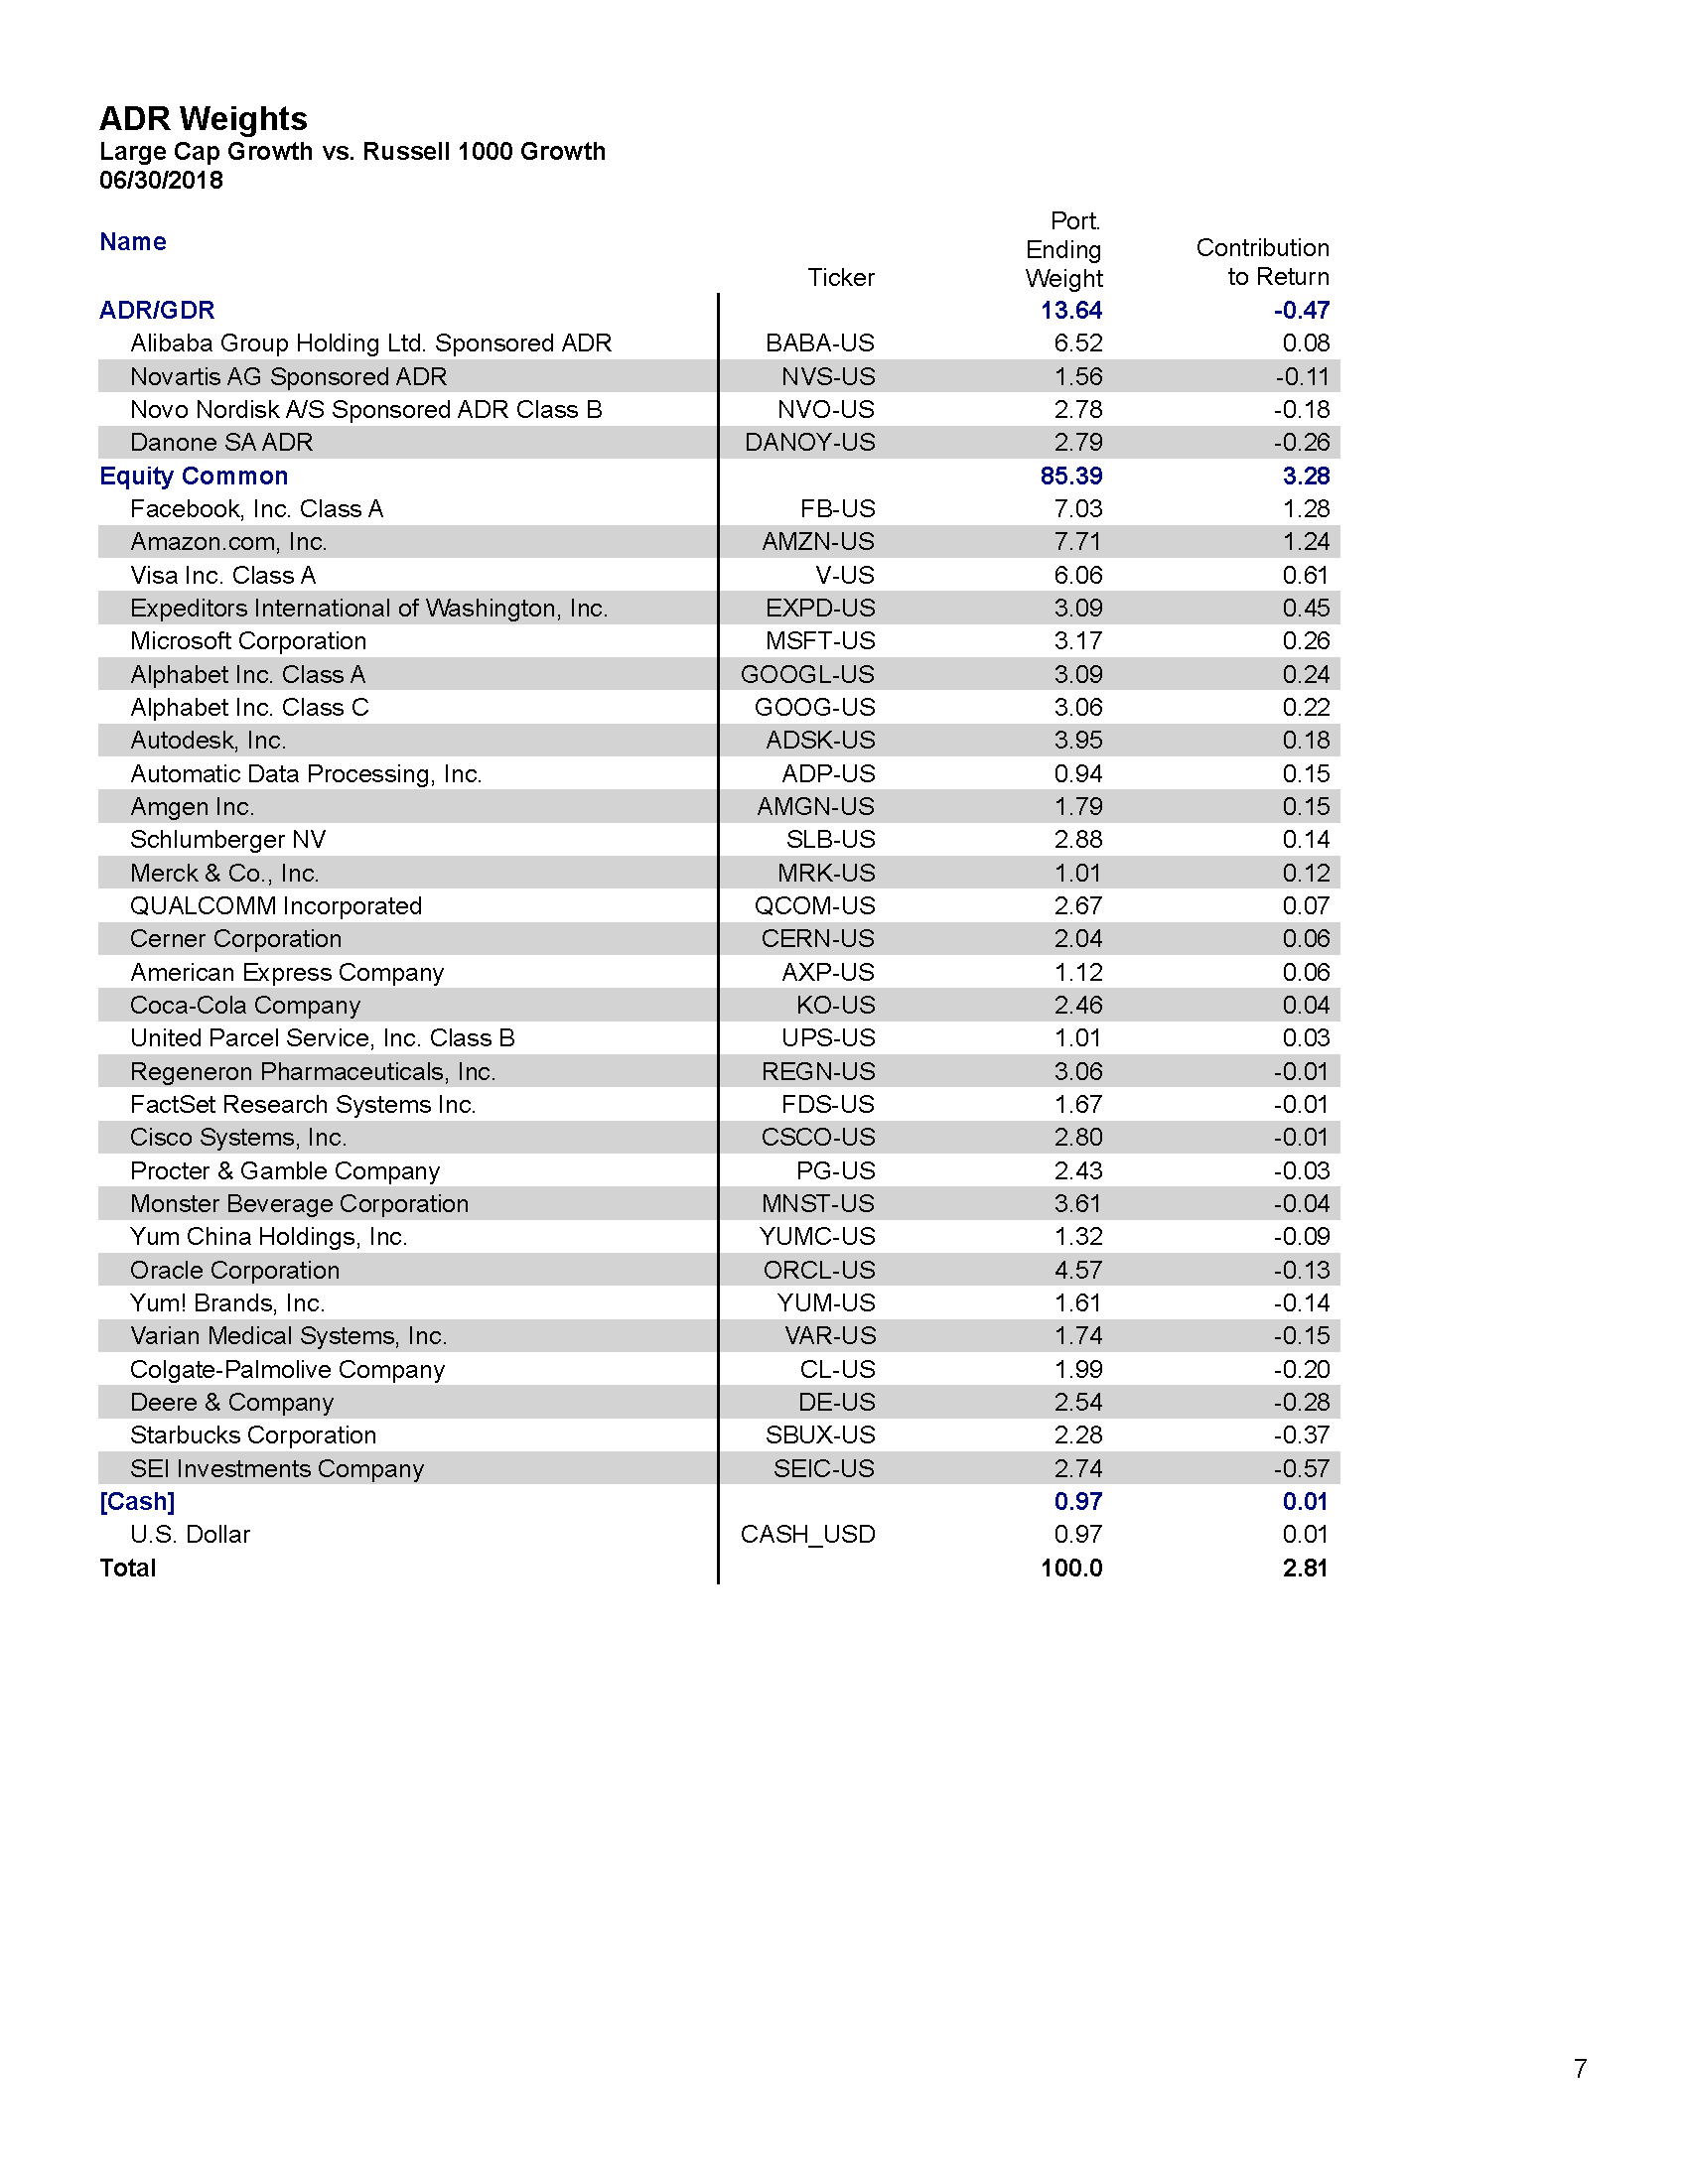 ADR Weights
Large Cap Growth vs. Russell 1000 Growth
06/30/2018
Name Ticker Port. Ending Weight Contribution to Return
ADR/GDR 13.64 -0.47
Alibaba Group Holding Ltd. Sponsored ADR BABA-US 6.52 0.08
Novartis AG Sponsored ADR NVS-US 1.56 -0.11
Novo Nordisk A/S Sponsored ADR Class B NVO-US 2.78 -0.18
Danone SA ADR DANOY-US 2.79 -0.26
Equity Common 85.39 3.28
Facebook, Inc. Class A FB-US 7.03 1.28
Amazon.com, Inc. AMZN-US 7.71 1.24
Visa Inc. Class A V-US 6.06 0.61
Expeditors International of Washington, Inc. EXPD-US 3.09 0.45
Microsoft Corporation MSFT-US 3.17 0.26
Alphabet Inc. Class A GOOGL-US 3.09 0.24
Alphabet Inc. Class C GOOG-US 3.06 0.22
Autodesk, Inc. ADSK-US 3.95 0.18
Automatic Data Processing, Inc. ADP-US 0.94 0.15
Amgen Inc. AMGN-US 1.79 0.15
Schlumberger NV SLB-US 2.88 0.14
Merck & Co., Inc. MRK-US 1.01 0.12
QUALCOMM Incorporated QCOM-US 2.67 0.07
Cerner Corporation CERN-US 2.04 0.06
American Express Company AXP-US 1.12 0.06
Coca-Cola Company KO-US 2.46 0.04
United Parcel Service, Inc. Class B UPS-US 1.01 0.03
Regeneron Pharmaceuticals, Inc. REGN-US 3.06 -0.01
FactSet Research Systems Inc. FDS-US 1.67 -0.01
Cisco Systems, Inc. CSCO-US 2.80 -0.01
Procter & Gamble Company PG-US 2.43 -0.03
Monster Beverage Corporation MNST-US 3.61 -0.04
Yum China Holdings, Inc. YUMC-US 1.32 -0.09
Oracle Corporation ORCL-US 4.57 -0.13
Yum! Brands, Inc. YUM-US 1.61 -0.14
Varian Medical Systems, Inc. VAR-US 1.74 -0.15
Colgate-Palmolive Company CL-US 1.99 -0.20
Deere & Company DE-US 2.54 -0.28
Starbucks Corporation SBUX-US 2.28 -0.37
SEI Investments Company SEIC-US 2.74 -0.57
[Cash] 0.97 0.01
U.S. Dollar CASH_USD 0.97 0.01
Total 100.0 2.81
7